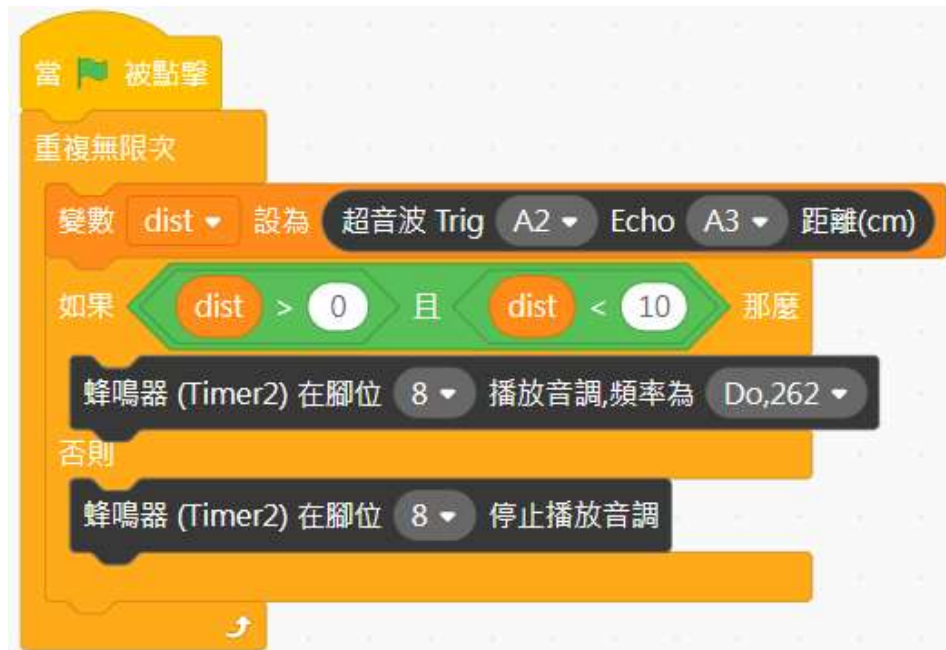 當 被點擊
重複無限次
變數 dist 設為 超音波 Trig A2 Echo A3 距離(cm)
如果 dist > 0 且 dist < 10 那麼
蜂鳴器 (Timer2) 在腳位 8 播放音調,頻率為 Do,262
否則
蜂鳴器 (Timer2) 在腳位 8 停止播放音調